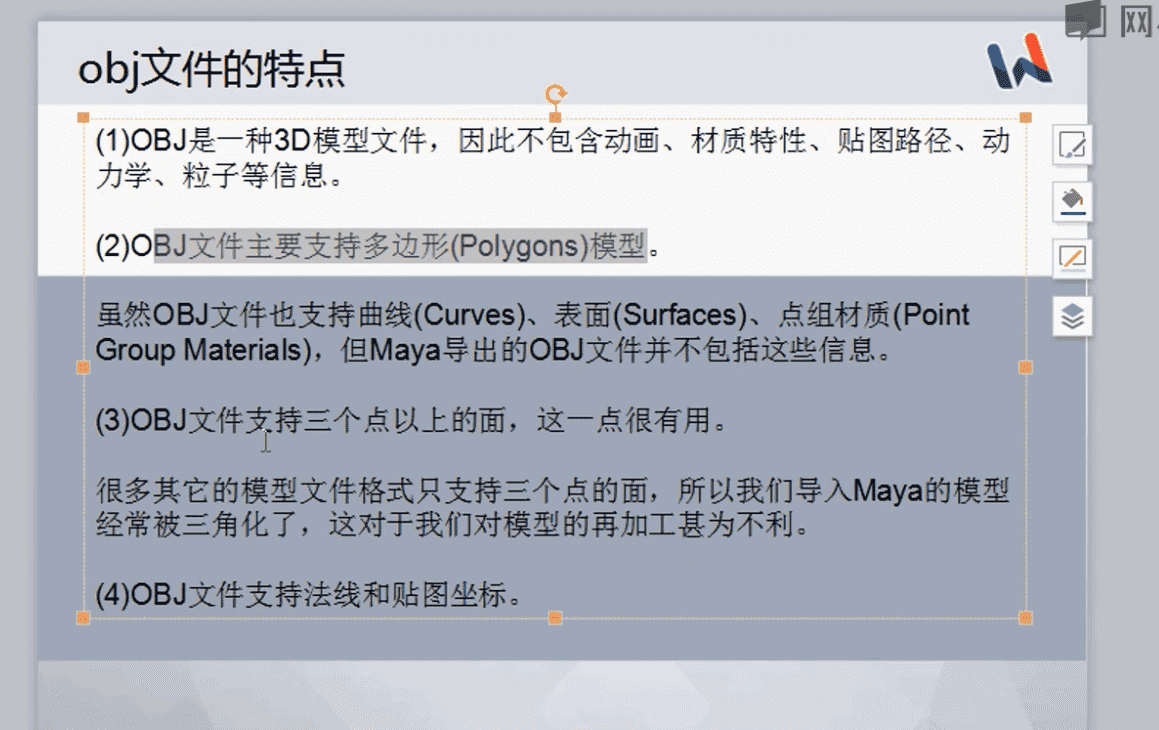 obj文件的特点
(1)OBJ是一种3D模型文件，因此不包含动画、材质特性、贴图路径、动
力学、粒子等信息。
(2)OBJ文件主要支持多边形(Polygons)模型。
虽然OBJ文件也支持曲线(Curves)、表面(Surfaces)、点组材质(Point
Group Materials)，但Maya导出的OBJ文件并不包括这些信息。
(3)OBJ文件支持三个点以上的面，这一点很有用。
很多其它的模型文件格式只支持三个点的面，所以我们导入Maya的模型
经常被三角化了，这对于我们对模型的再加工甚为不利。
(4)OBJ文件支持法线和贴图坐标。